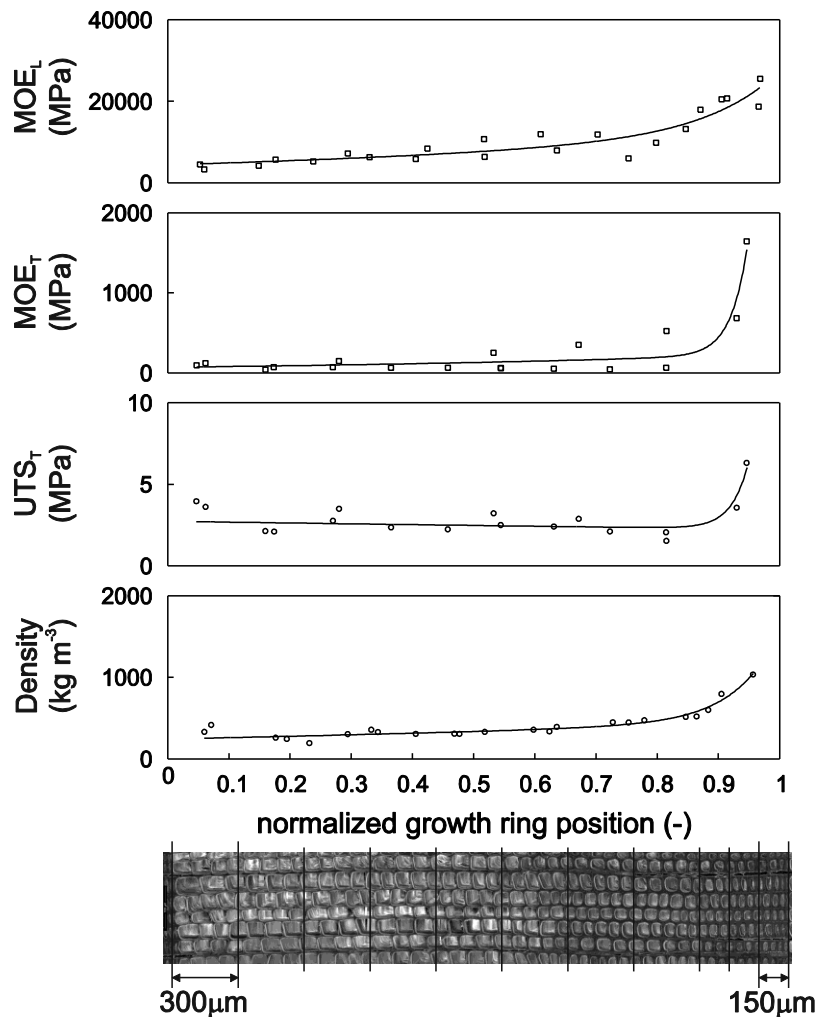 MOE_L
(MPa)
40000
20000
0
MOE_T
(MPa)
2000
1000
0
UTS_T
(MPa)
10
5
0
Density
(kg m⁻³)
2000
1000
0
0 0.1 0.2 0.3 0.4 0.5 0.6 0.7 0.8 0.9 1
normalized growth ring position (-)
300µm 150µm